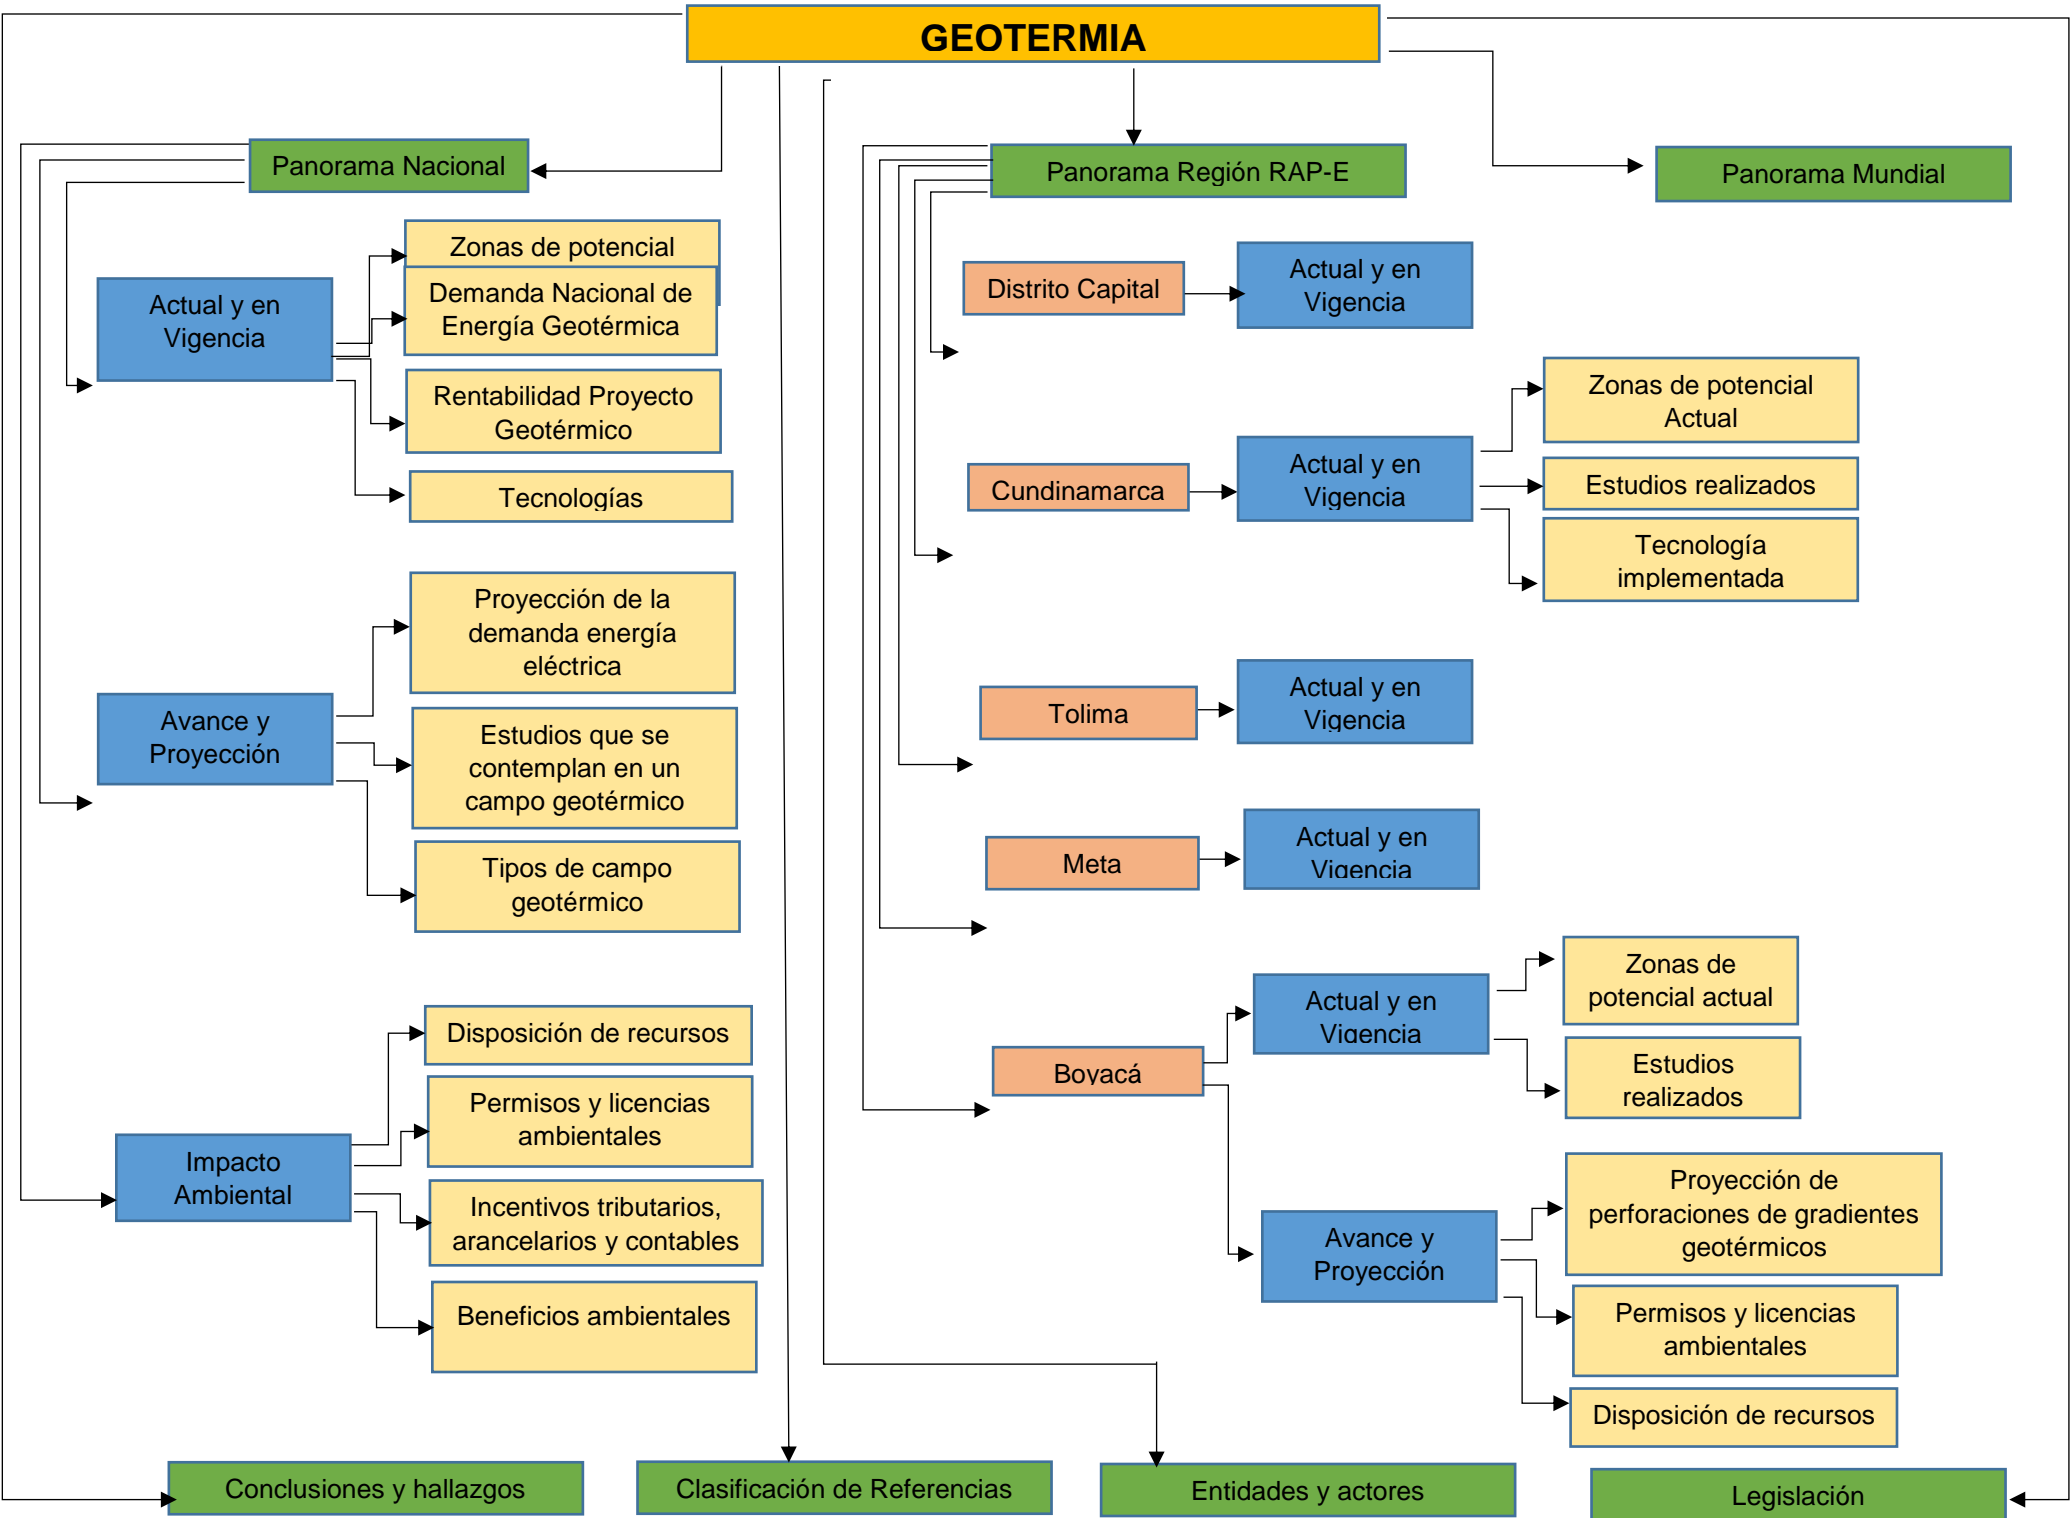 GEOTERMIA
Panorama Nacional
Panorama Región RAP-E
Panorama Mundial
Actual y en
Vigencia
Zonas de potencial
Demanda Nacional de
Energía Geotérmica
Rentabilidad Proyecto
Geotérmico
Tecnologías
Avance y
Proyección
Proyección de la
demanda energía
eléctrica
Estudios que se
contemplan en un
campo geotérmico
Tipos de campo
geotérmico
Impacto
Ambiental
Disposición de recursos
Permisos y licencias
ambientales
Incentivos tributarios,
arancelarios y contables
Beneficios ambientales
Distrito Capital
Actual y en
Vigencia
Cundinamarca
Actual y en
Vigencia
Zonas de potencial
Actual
Estudios realizados
Tecnología
implementada
Tolima
Actual y en
Vigencia
Meta
Actual y en
Vigencia
Boyacá
Actual y en
Vigencia
Zonas de
potencial actual
Estudios
realizados
Avance y
Proyección
Proyección de
perforaciones de gradientes
geotérmicos
Permisos y licencias
ambientales
Disposición de recursos
Conclusiones y hallazgos
Clasificación de Referencias
Entidades y actores
Legislación